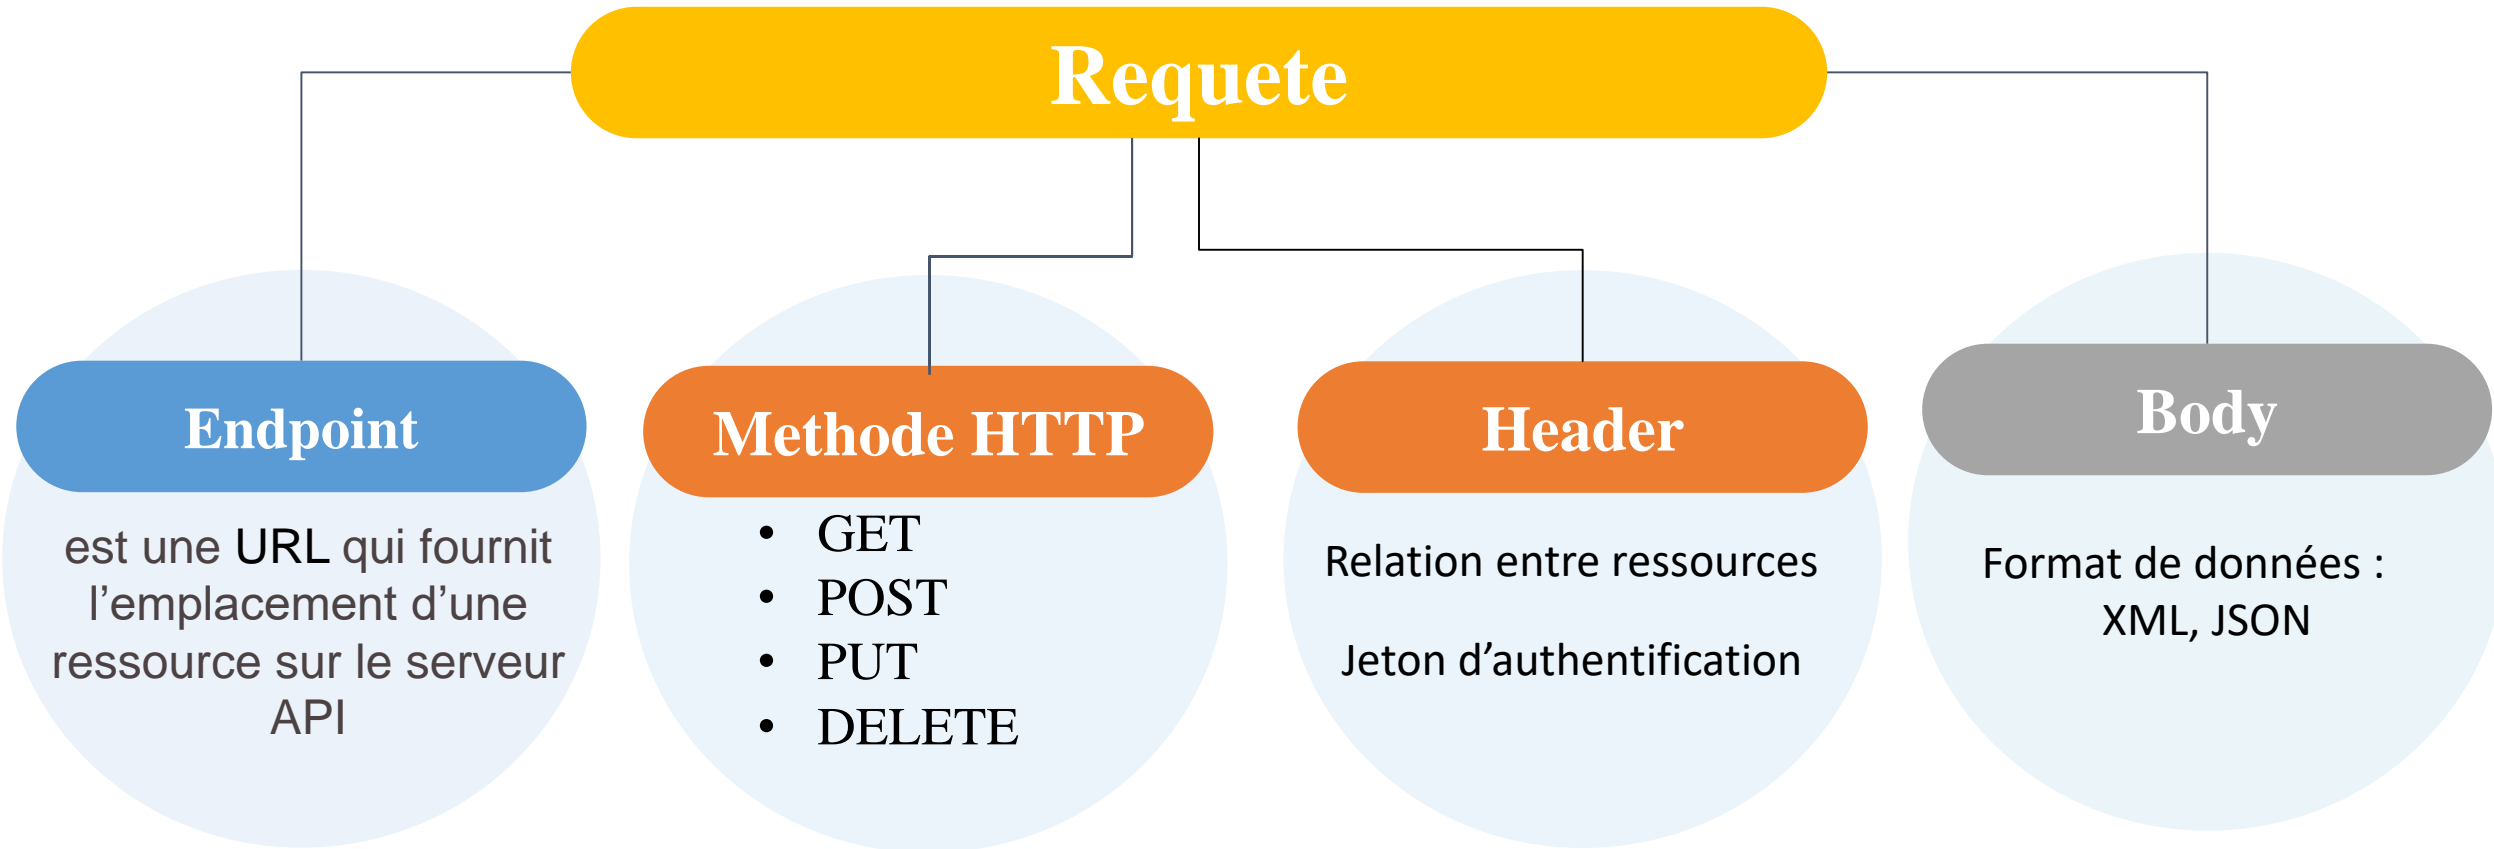 Requete
Endpoint
est une URL qui fournit
l’emplacement d’une
ressource sur le serveur
API
Methode HTTP
• GET
• POST
• PUT
• DELETE
Header
Relation entre ressources
Jeton d’authentification
Body
Format de données :
XML, JSON